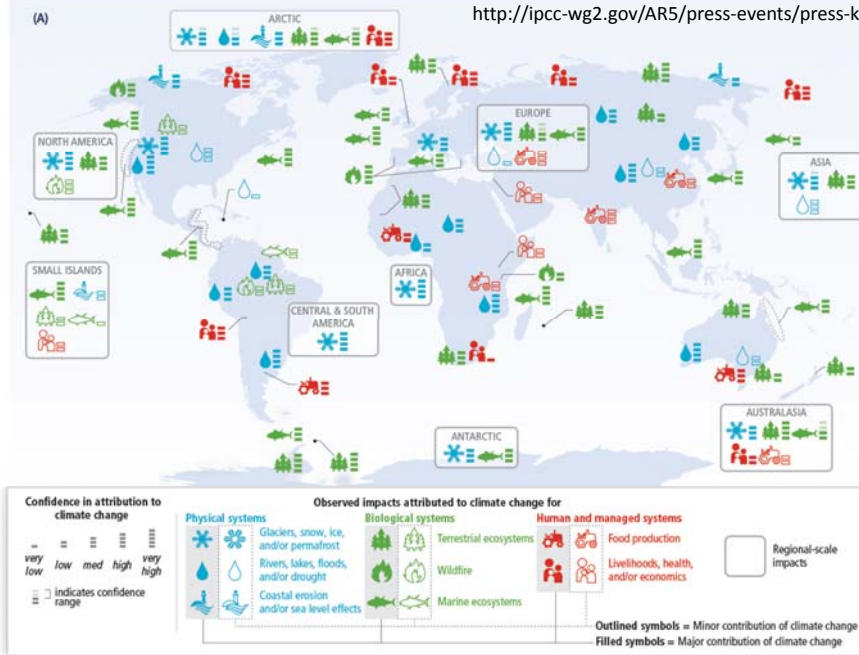 (A)
http://ipcc-wg2.gov/AR5/press-events/press-k
ARCTIC
NORTH AMERICA
EUROPE
ASIA
SMALL ISLANDS
AFRICA
CENTRAL & SOUTH
AMERICA
ANTARCTIC
AUSTRALASIA
Confidence in attribution to
climate change
very
low
low
med
high
very
high
indicates confidence
range
Observed impacts attributed to climate change for
Physical systems
Glaciers, snow, ice,
and/or permafrost
Rivers, lakes, floods,
and/or drought
Coastal erosion
and/or sea level effects
Biological systems
Terrestrial ecosystems
Wildfire
Marine ecosystems
Human and managed systems
Food production
Livelihoods, health,
and/or economics
Regional-scale
impacts
Outlined symbols = Minor contribution of climate change
Filled symbols = Major contribution of climate change